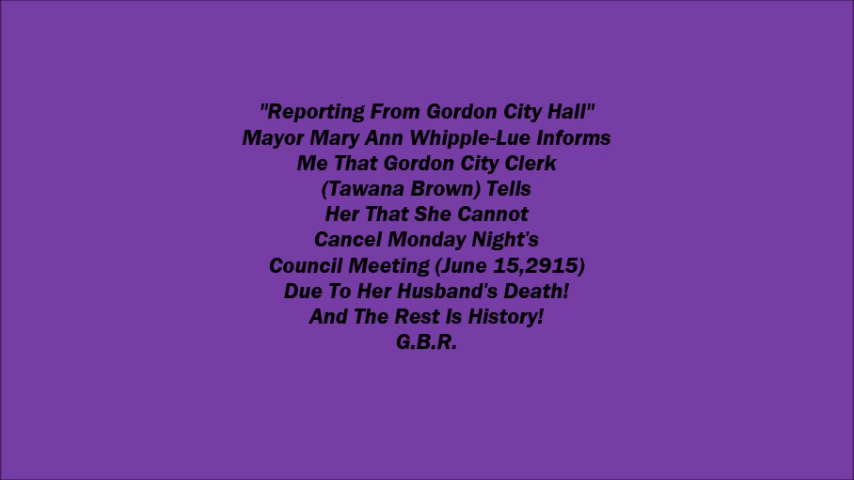 "Reporting From Gordon City Hall"
Mayor Mary Ann Whipple-Lue Informs
Me That Gordon City Clerk
(Tawana Brown) Tells
Her That She Cannot
Cancel Monday Night's
Council Meeting (June 15,2915)
Due To Her Husband's Death!
And The Rest Is History!
G.B.R.